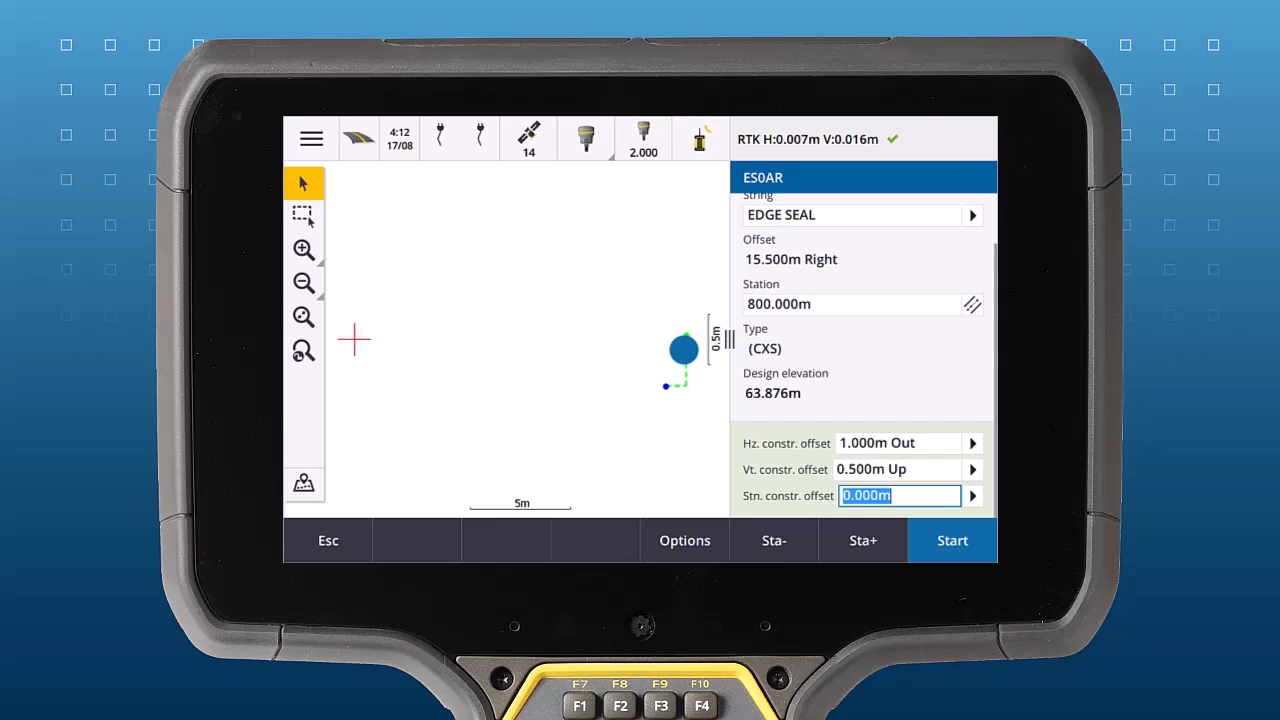 4:12
17/08
14
2.000
RTK H:0.007m V:0.016m
ES0AR
String
EDGE SEAL
Offset
15.500m Right
Station
800.000m
Type
(CXS)
Design elevation
63.876m
Hz. constr. offset 1.000m Out
Vt. constr. offset 0.500m Up
Stn. constr. offset 0.000m
0.5m
5m
Esc Options Sta- Sta+ Start
F7 F8 F9 F10
F1 F2 F3 F4